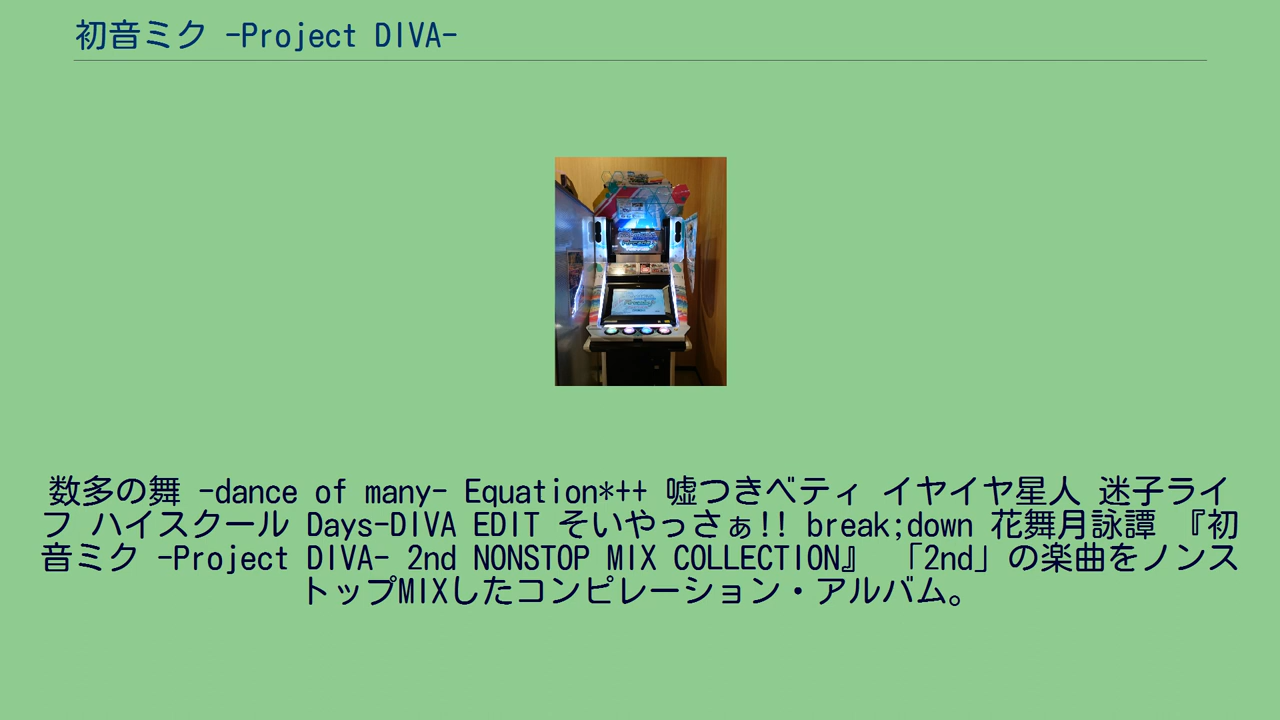 初音ミク -Project DIVA-
数多の舞 -dance of many- Equation*++ 嘘つきベティ イヤイヤ星人 迷子ライ
フ ハイスクール Days-DIVA EDIT そいやっさぁ!! break;down 花舞月詠譚 『初
音ミク -Project DIVA- 2nd NONSTOP MIX COLLECTION』 「2nd」の楽曲をノンス
トップMIXしたコンピレーション・アルバム。